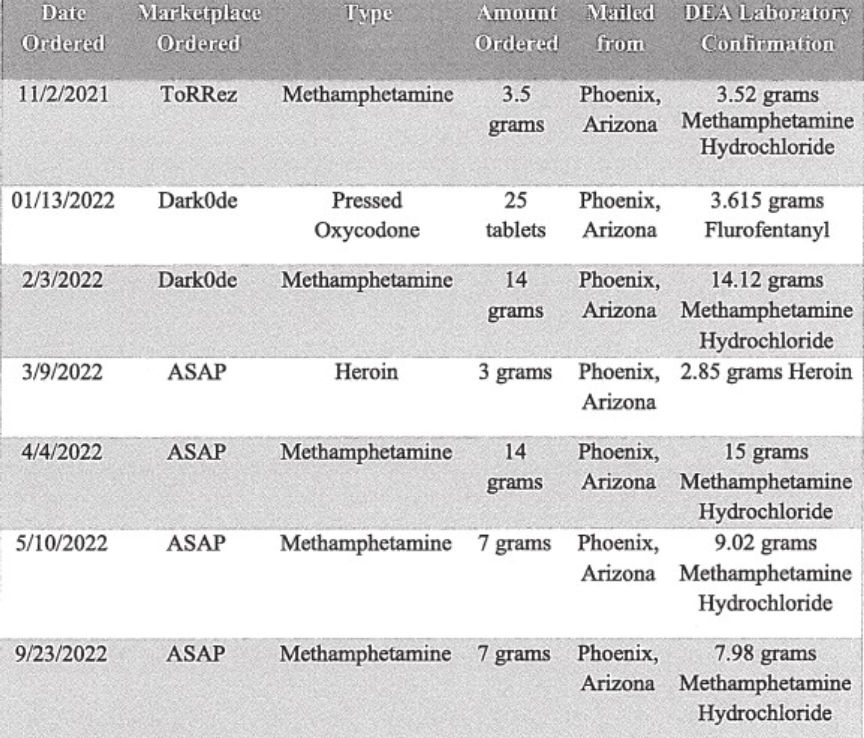 Date Marketplace Type Amount Mailed DEA Laboratory
Ordered Ordered Ordered from Confirmation
11/2/2021 ToRRez Methamphetamine 3.5 Phoenix, 3.52 grams
grams Arizona Methamphetamine
Hydrochloride
01/13/2022 Dark0de Pressed 25 Phoenix, 3.615 grams
Oxycodone tablets Arizona Flurofentanyl
2/3/2022 Dark0de Methamphetamine 14 Phoenix, 14.12 grams
grams Arizona Methamphetamine
Hydrochloride
3/9/2022 ASAP Heroin 3 grams Phoenix, 2.85 grams Heroin
Arizona
4/4/2022 ASAP Methamphetamine 14 Phoenix, 15 grams
grams Arizona Methamphetamine
Hydrochloride
5/10/2022 ASAP Methamphetamine 7 grams Phoenix, 9.02 grams
Arizona Methamphetamine
Hydrochloride
9/23/2022 ASAP Methamphetamine 7 grams Phoenix, 7.98 grams
Arizona Methamphetamine
Hydrochloride